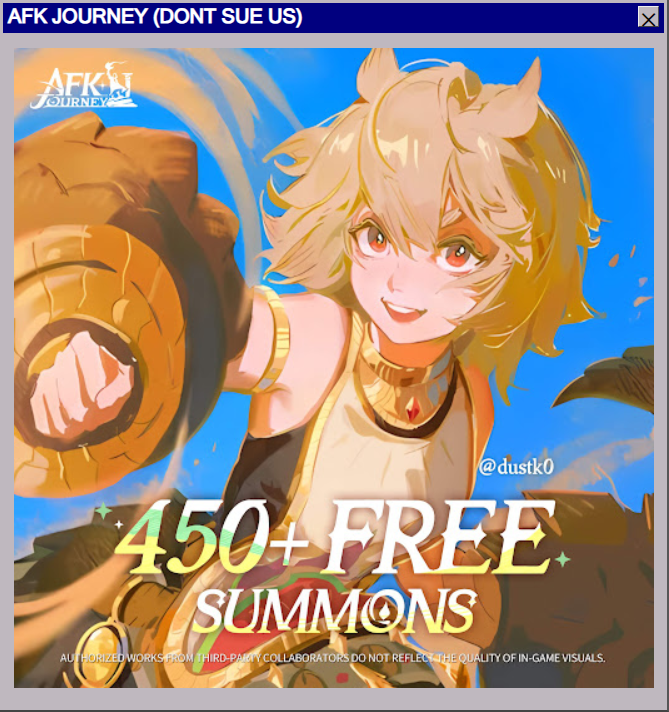 AFK JOURNEY (DONT SUE US)
AFK
JOURNEY
@dustk0
450+ FREE
SUMMONS
AUTHORIZED WORKS FROM THIRD-PARTY COLLABORATORS DO NOT REFLECT THE QUALITY OF IN-GAME VISUALS.